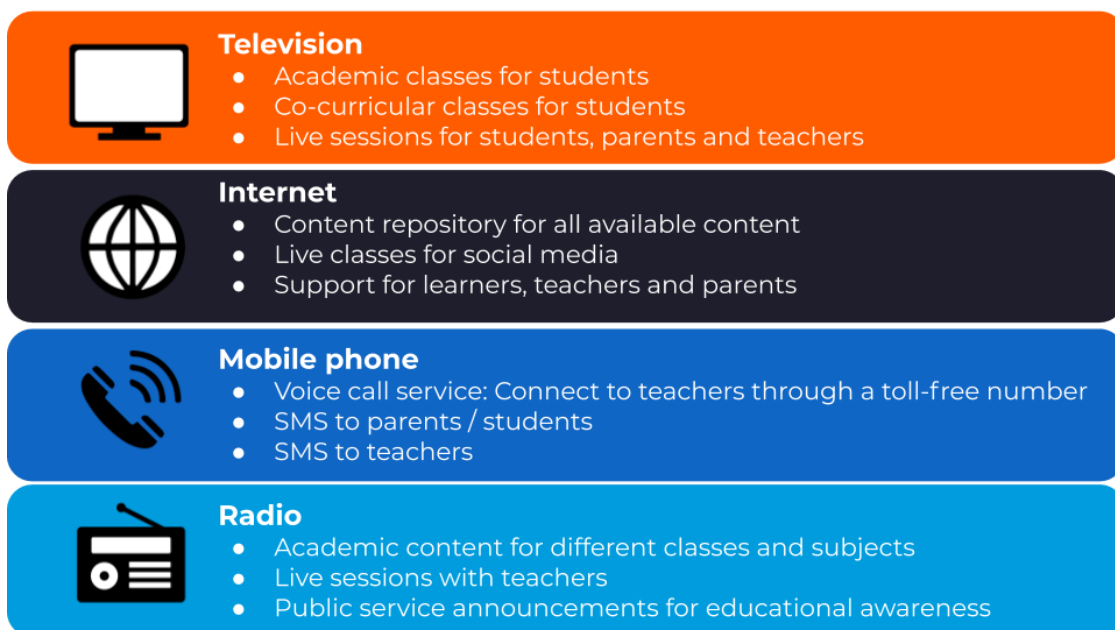 Television
● Academic classes for students
● Co-curricular classes for students
● Live sessions for students, parents and teachers
Internet
● Content repository for all available content
● Live classes for social media
● Support for learners, teachers and parents
Mobile phone
● Voice call service: Connect to teachers through a toll-free number
● SMS to parents / students
● SMS to teachers
Radio
● Academic content for different classes and subjects
● Live sessions with teachers
● Public service announcements for educational awareness